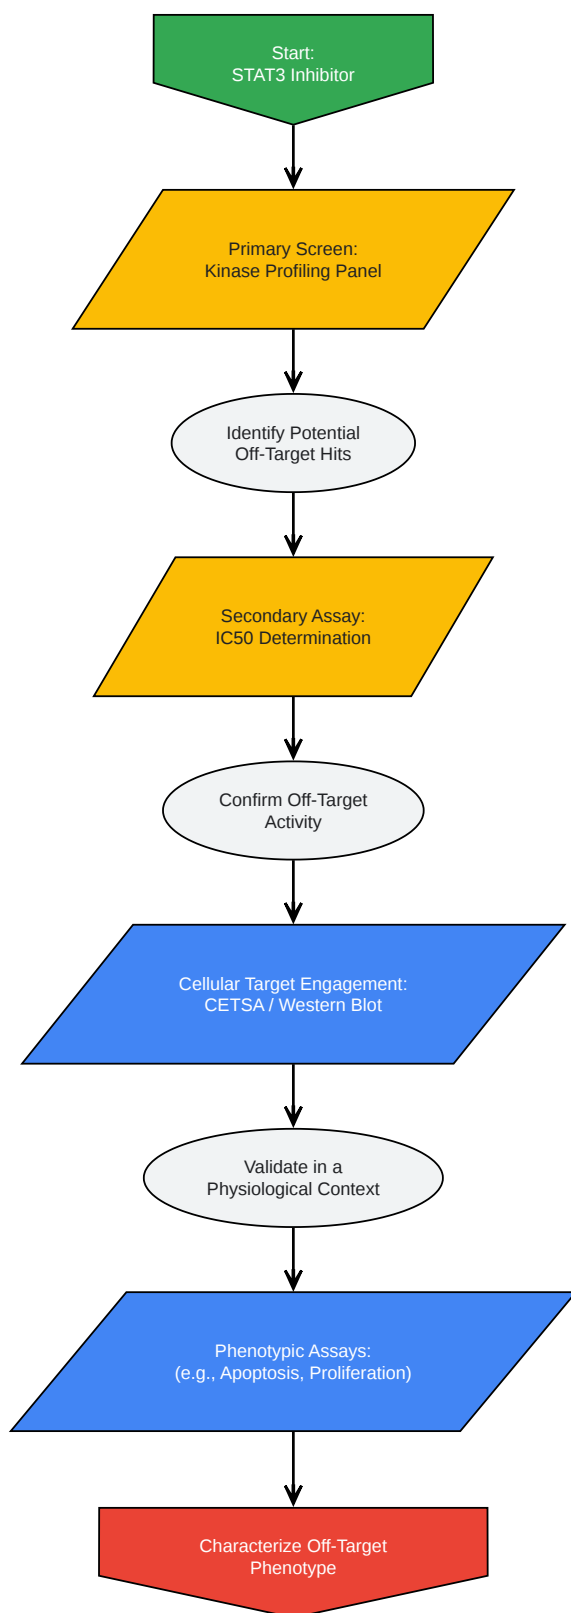 Start:
STAT3 Inhibitor
Primary Screen:
Kinase Profiling Panel
Identify Potential
Off-Target Hits
Secondary Assay:
IC50 Determination
Confirm Off-Target
Activity
Cellular Target Engagement:
CETSA / Western Blot
Validate in a
Physiological Context
Phenotypic Assays:
(e.g., Apoptosis, Proliferation)
Characterize Off-Target
Phenotype